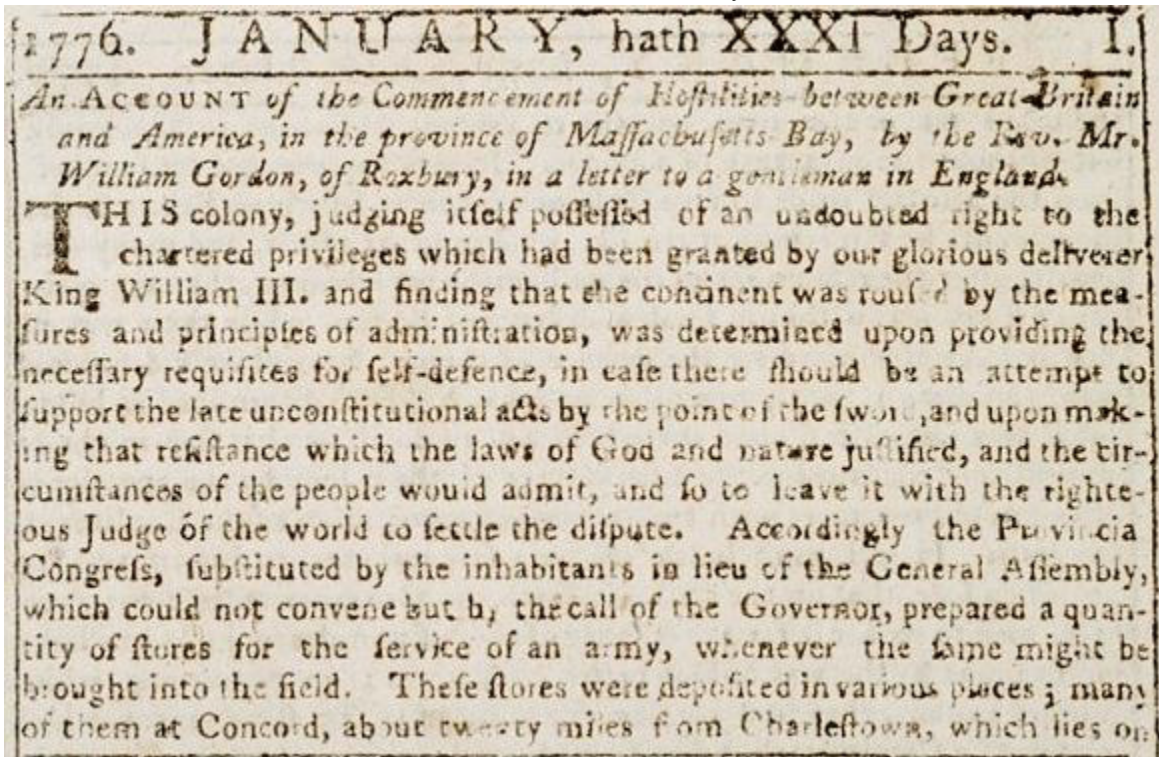 1776. JANUARY, hath XXXI Days. I.
An ACCOUNT of the Commencement of Hoſtilities between Great-Britain
and America, in the province of Maſſachuſetts Bay, by the Rev. Mr.
William Gordon, of Roxbury, in a letter to a gentleman in England.
THIS colony, judging itſelf poſſeſſed of an undoubted right to the
chartered privileges which had been granted by our glorious deliverer
King William III. and finding that the continent was rouſed by the mea-
ſures and principles of adminiſtration, was determined upon providing the
neceſſary requiſites for ſelf-defence, in caſe there ſhould be an attempt to
ſupport the late unconſtitutional acts by the point of the ſword, and upon mak-
ing that reſiſtance which the laws of God and nature juſtified, and the cir-
cumſtances of the people would admit, and ſo to leave it with the righte-
ous Judge of the world to ſettle the diſpute. Accordingly the Provincia
Congreſs, ſubſtituted by the inhabitants in lieu of the General Aſſembly,
which could not convene but by the call of the Governor, prepared a quan-
tity of ſtores for the ſervice of an army, whenever the ſame might be
brought into the field. Theſe ſtores were depoſited in various places; many
of them at Concord, about twenty miles from Charleſtown, which lies on